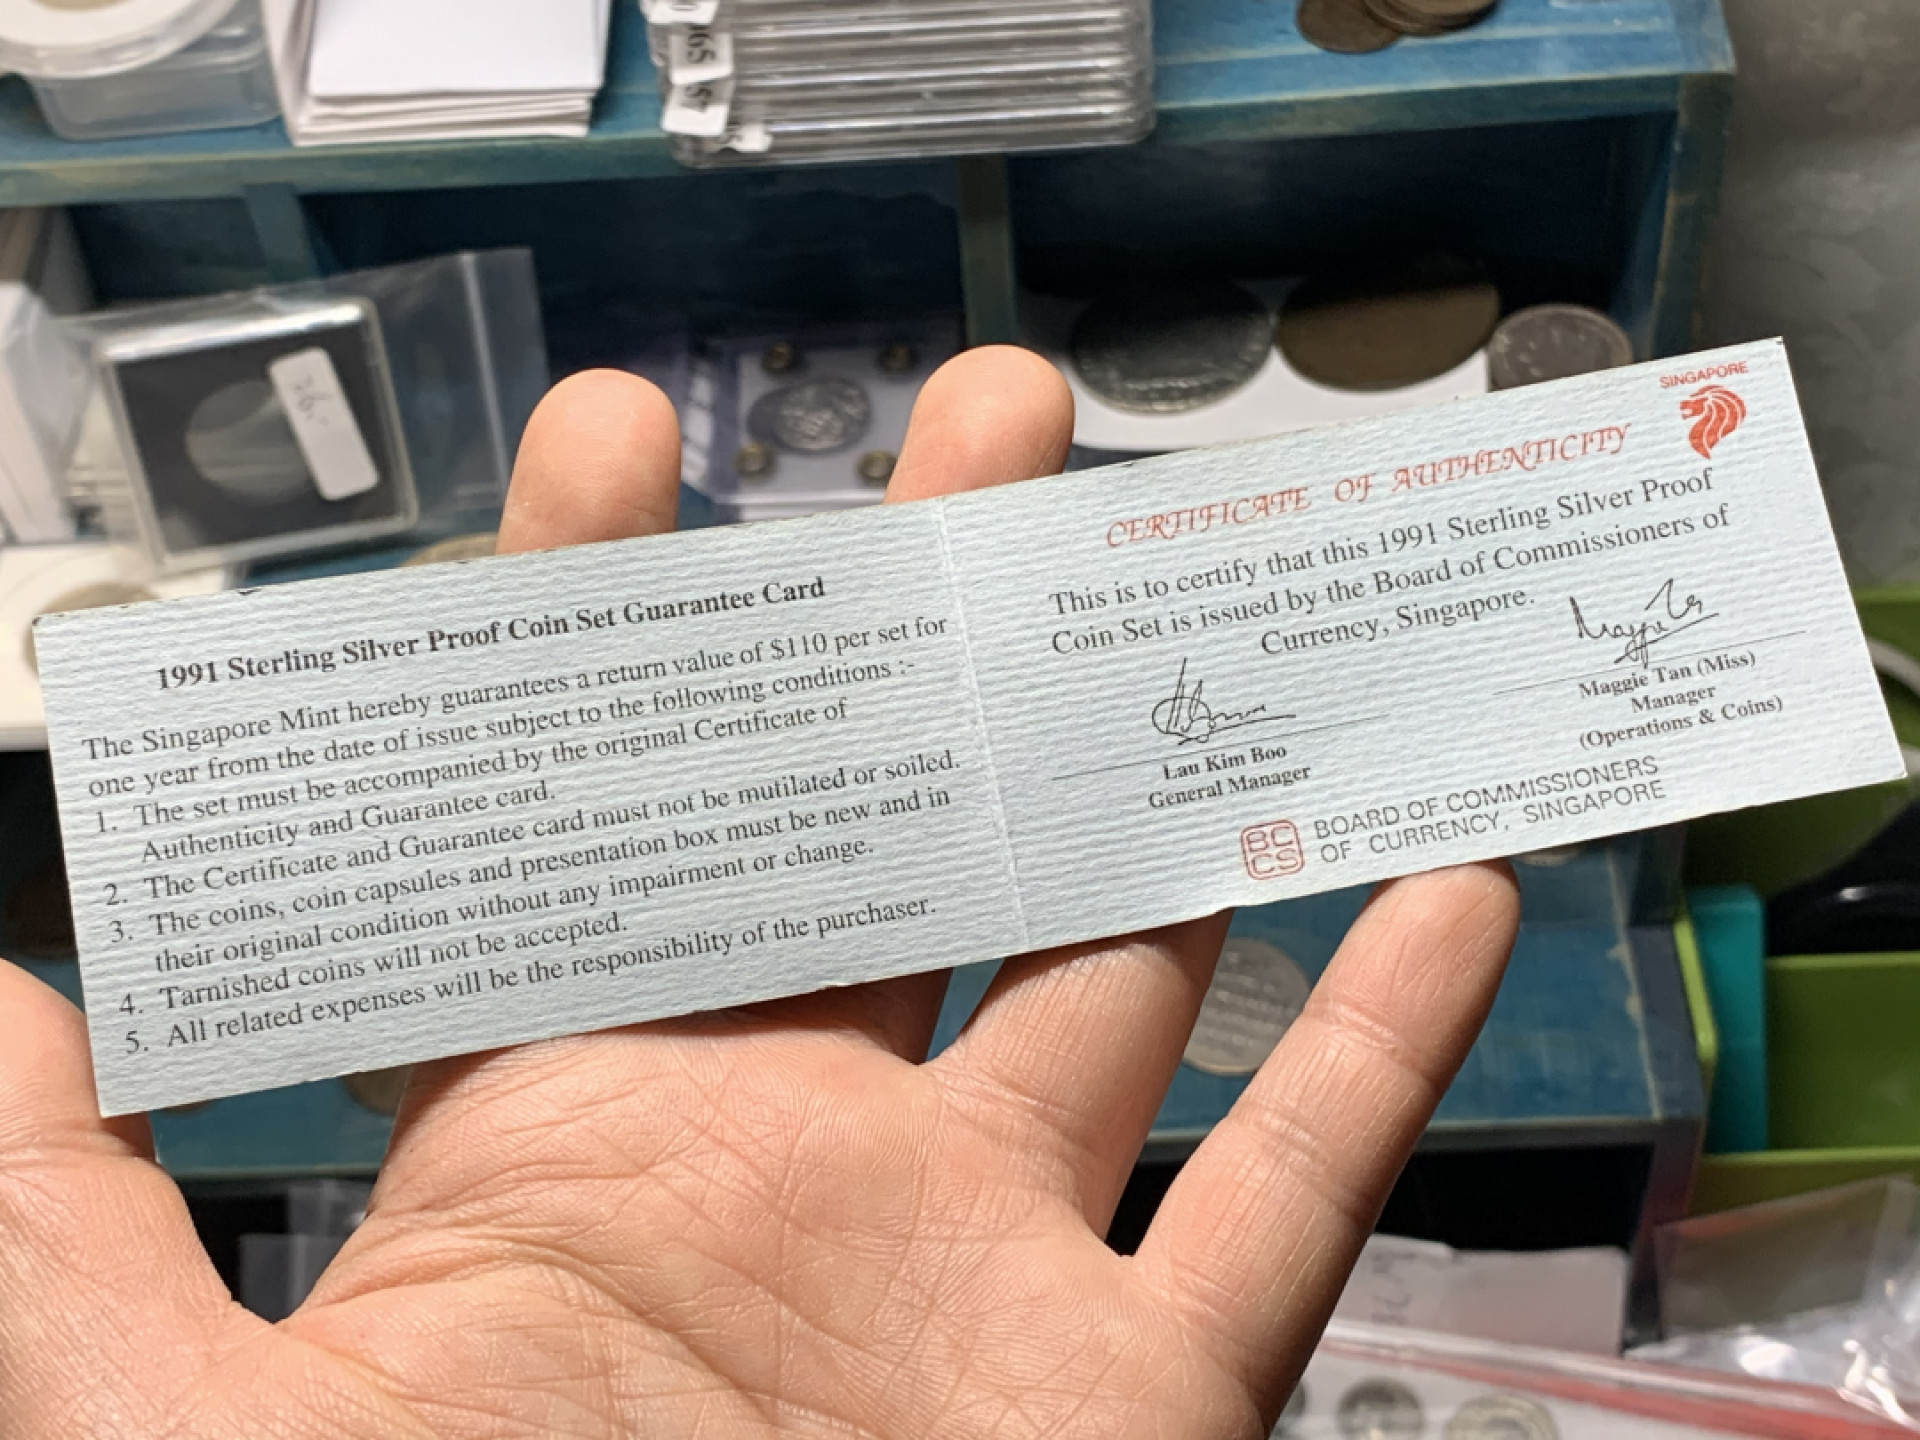 1991 Sterling Silver Proof Coin Set Guarantee Card
The Singapore Mint hereby guarantees a return value of $110 per set for
one year from the date of issue subject to the following conditions :-
1. The set must be accompanied by the original Certificate of
Authenticity and Guarantee card.
2. The Certificate and Guarantee card must not be mutilated or soiled.
3. The coins, coin capsules and presentation box must be new and in
their original condition without any impairment or change.
4. Tarnished coins will not be accepted.
5. All related expenses will be the responsibility of the purchaser.
SINGAPORE
CERTIFICATE OF AUTHENTICITY
This is to certify that this 1991 Sterling Silver Proof
Coin Set is issued by the Board of Commissioners of
Currency, Singapore.
Lau Kim Boo
General Manager
Maggie Tan (Miss)
Manager
(Operations & Coins)
BC
CS
BOARD OF COMMISSIONERS
OF CURRENCY, SINGAPORE